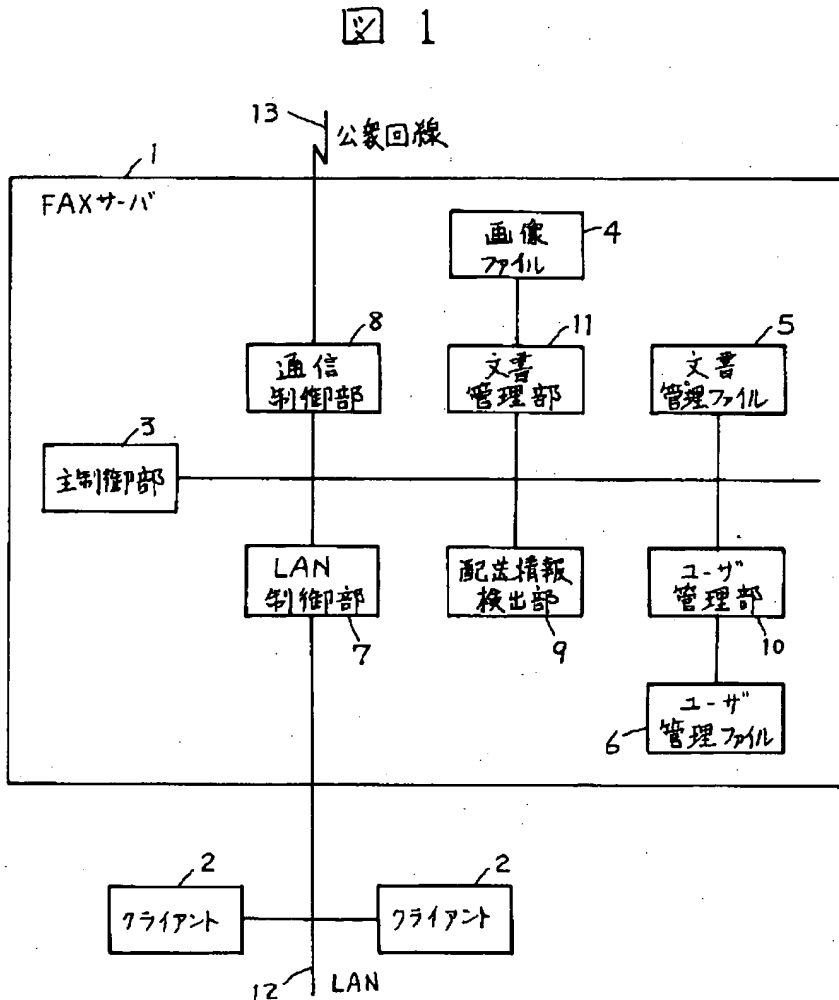 図 1
13
公衆回線
1
FAXサーバ
画像
ファイル
4
8
通信
制御部
11
文書
管理部
5
文書
管理ファイル
3
主制御部
LAN
制御部
7
配送情報
検出部
9
ユーザ
管理部
10
ユーザ
管理ファイル
6
2
クライアント
2
クライアント
12
LAN